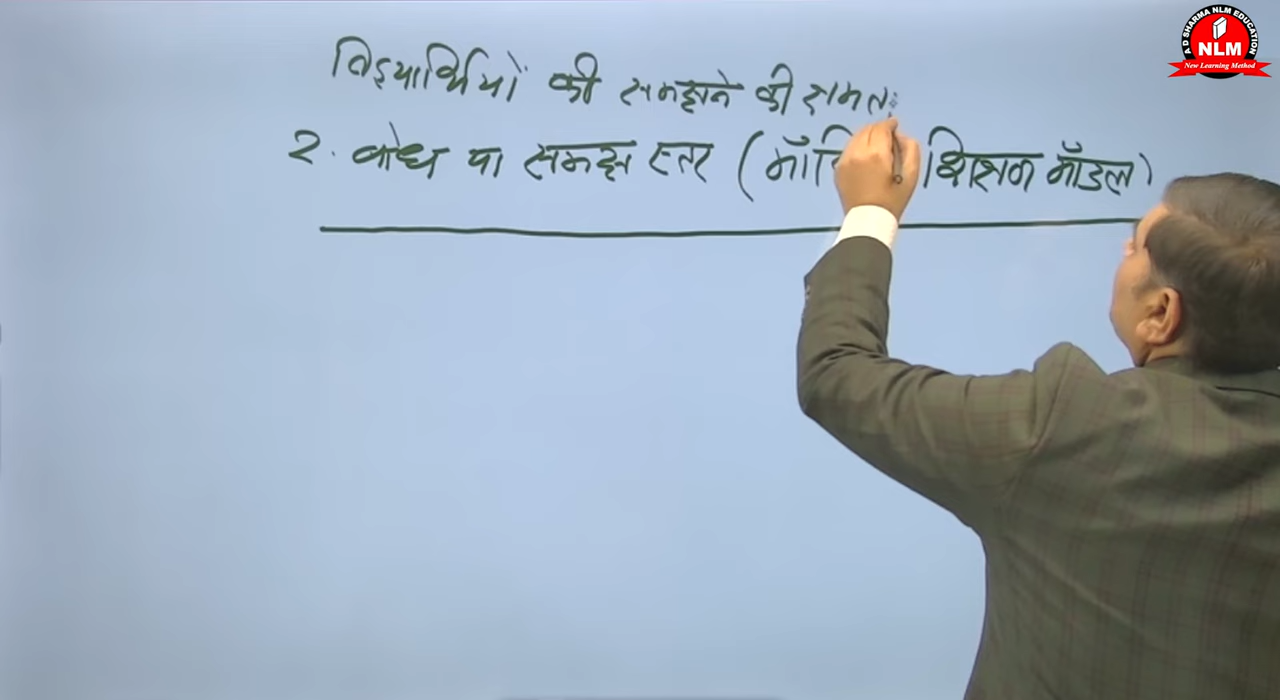 विद्यार्थियों की समझने की क्षमत
2. बोध या समझ स्तर (मॉरि शिक्षण मॉडल)
A D SHARMA NLM EDUCATION
NLM
New Learning Method